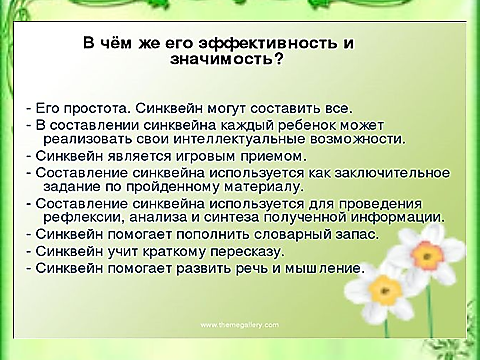 В чём же его эффективность и
значимость?
- Его простота. Синквейн могут составить все.
- В составлении синквейна каждый ребенок может
реализовать свои интеллектуальные возможности.
- Синквейн является игровым приемом.
- Составление синквейна используется как заключительное
задание по пройденному материалу.
- Составление синквейна используется для проведения
рефлексии, анализа и синтеза полученной информации.
- Синквейн помогает пополнить словарный запас.
- Синквейн учит краткому пересказу.
- Синквейн помогает развить речь и мышление.
www.themegallery.com